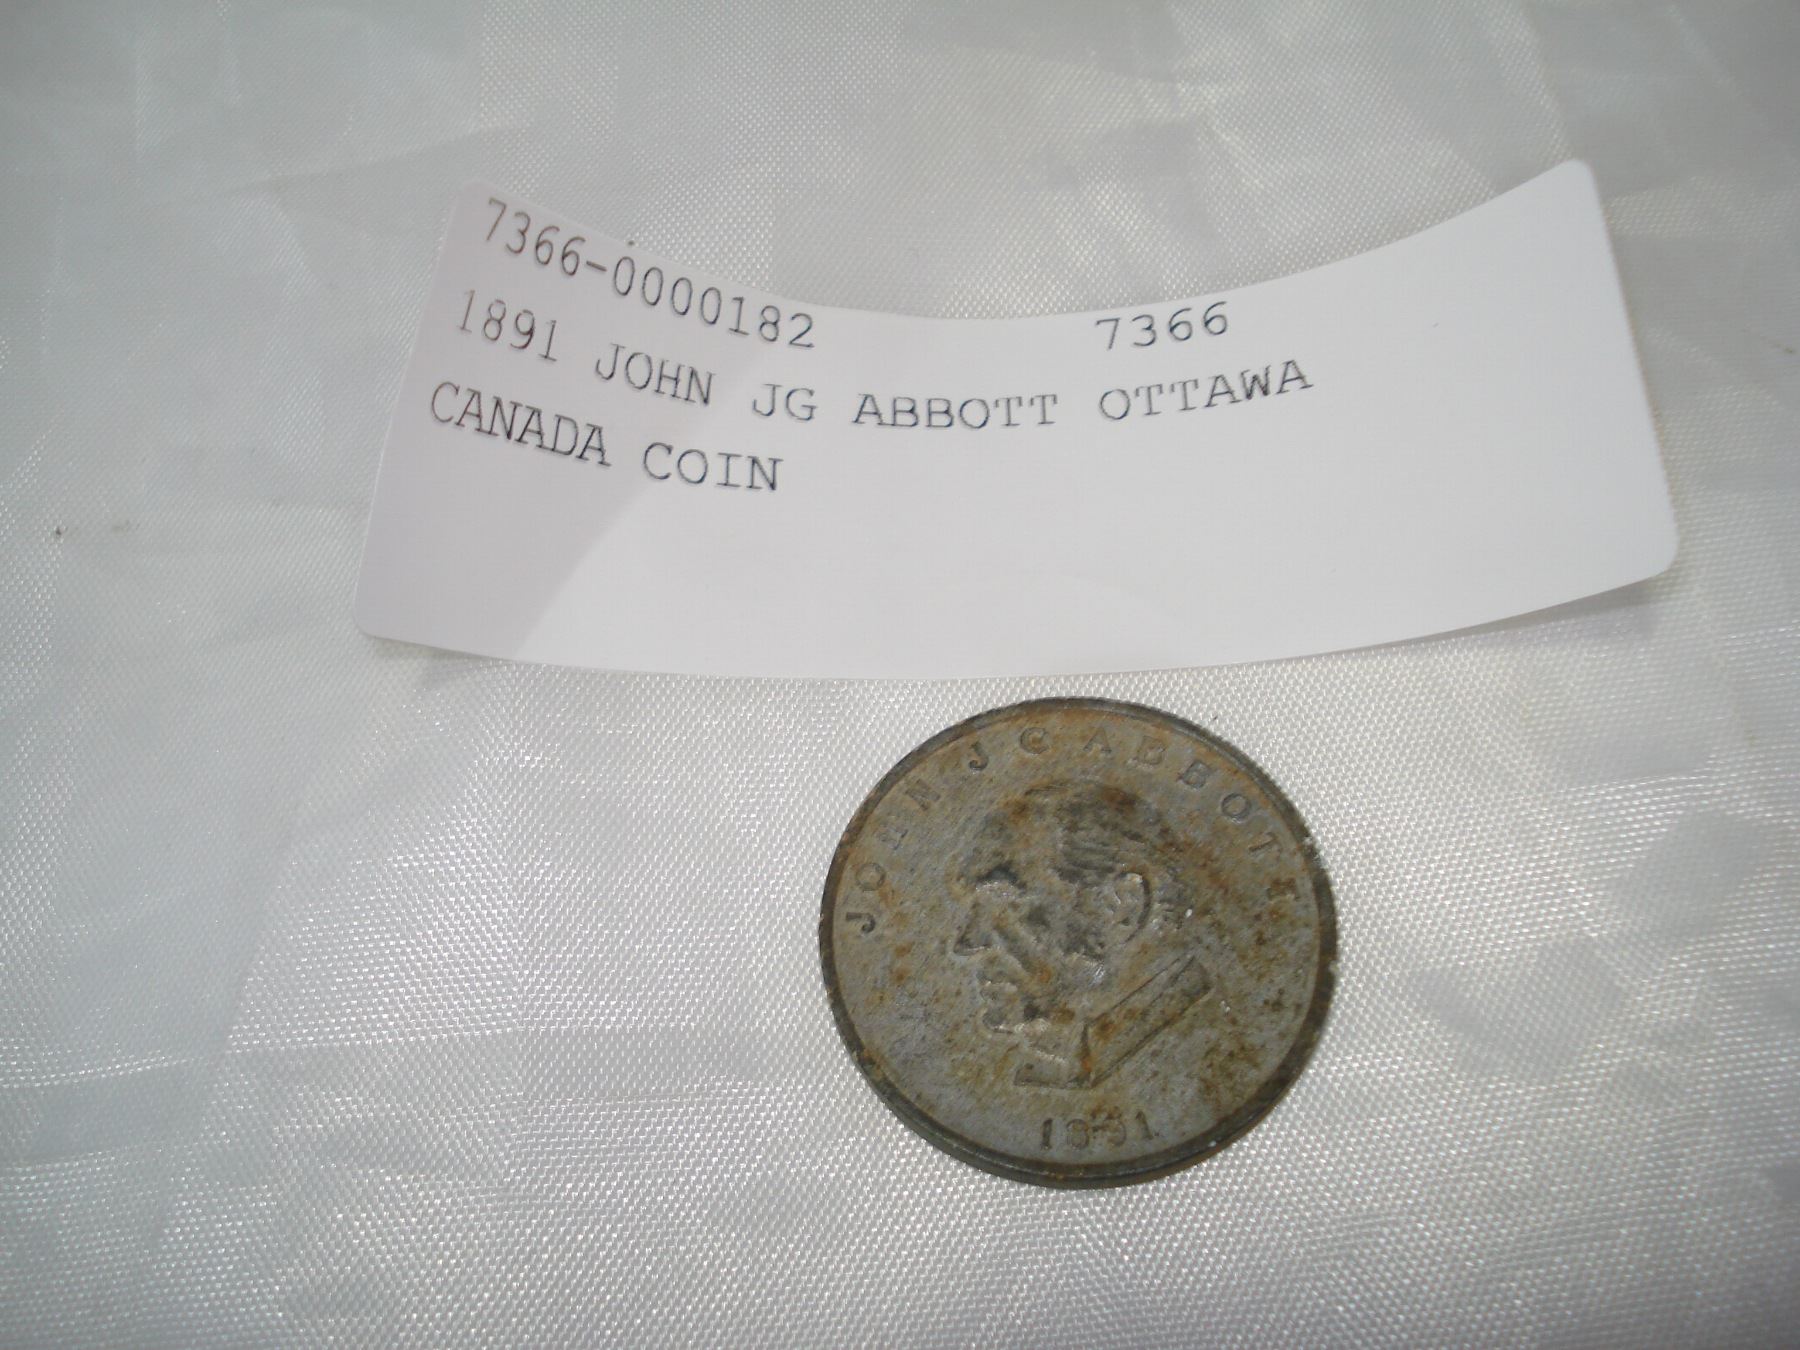 7366-0000182 7366
1891 JOHN JG ABBOTT OTTAWA
CANADA COIN
JOHN J C ABBOTT
1891